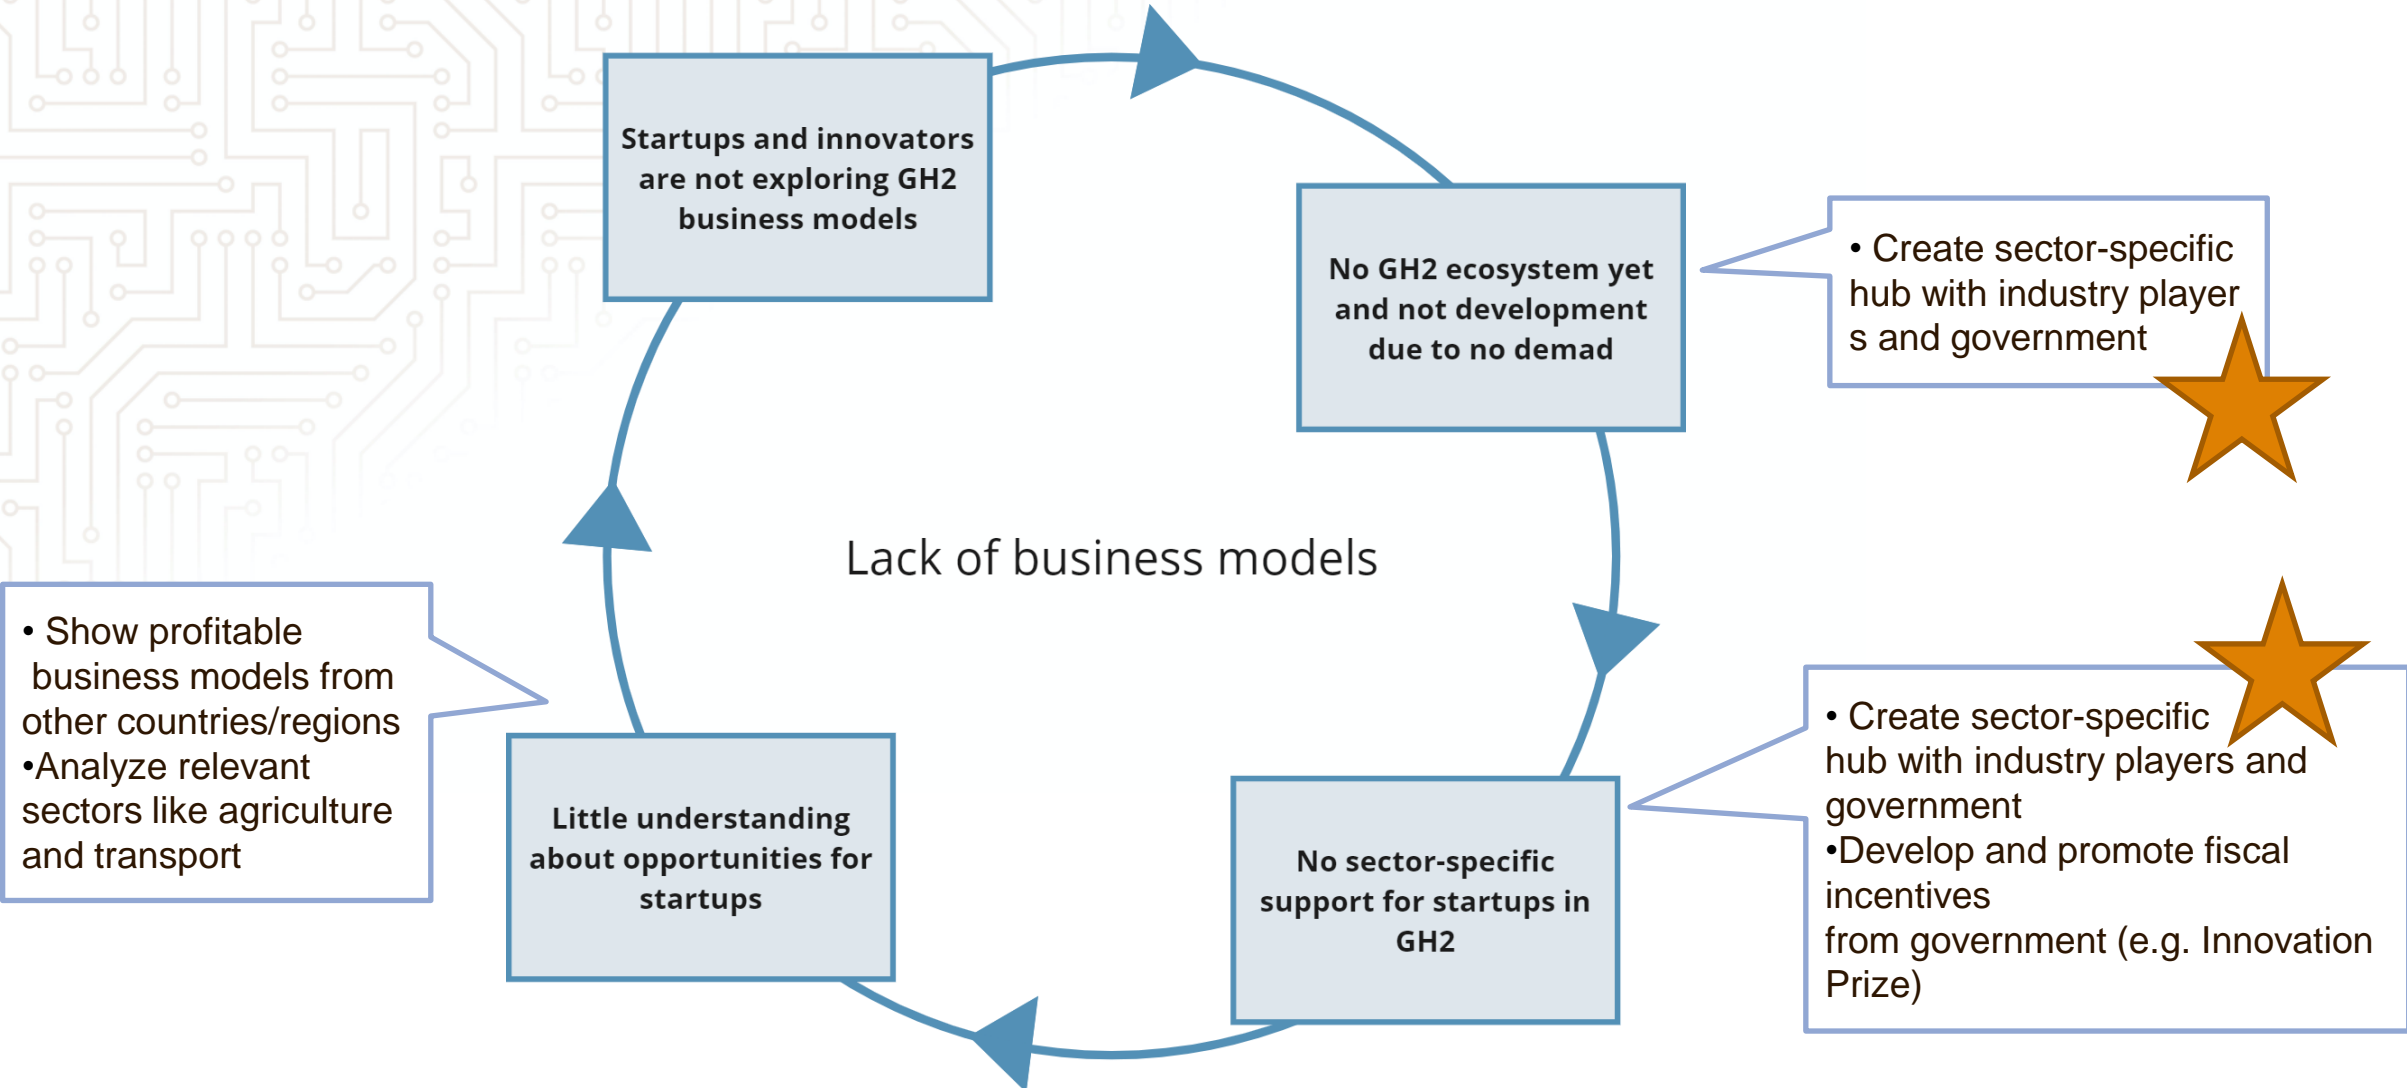 Startups and innovators
are not exploring GH2
business models
No GH2 ecosystem yet
and not development
due to no demad
• Create sector-specific
hub with industry player
s and government
Lack of business models
• Show profitable
business models from
other countries/regions
•Analyze relevant
sectors like agriculture
and transport
Little understanding
about opportunities for
startups
No sector-specific
support for startups in
GH2
• Create sector-specific
hub with industry players and
government
•Develop and promote fiscal
incentives
from government (e.g. Innovation
Prize)